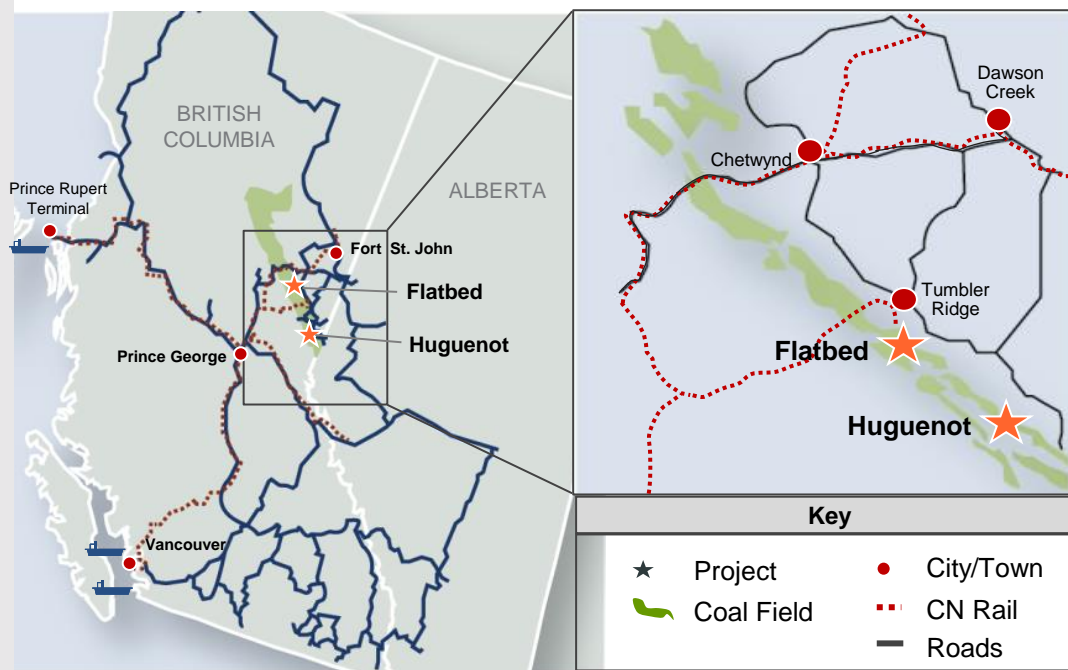 BRITISH
COLUMBIA
ALBERTA
Prince Rupert
Terminal
Fort St. John
Flatbed
Huguenot
Prince George
Vancouver
Dawson
Creek
Chetwynd
Tumbler
Ridge
Flatbed
Huguenot
Key
Project
City/Town
Coal Field
CN Rail
Roads